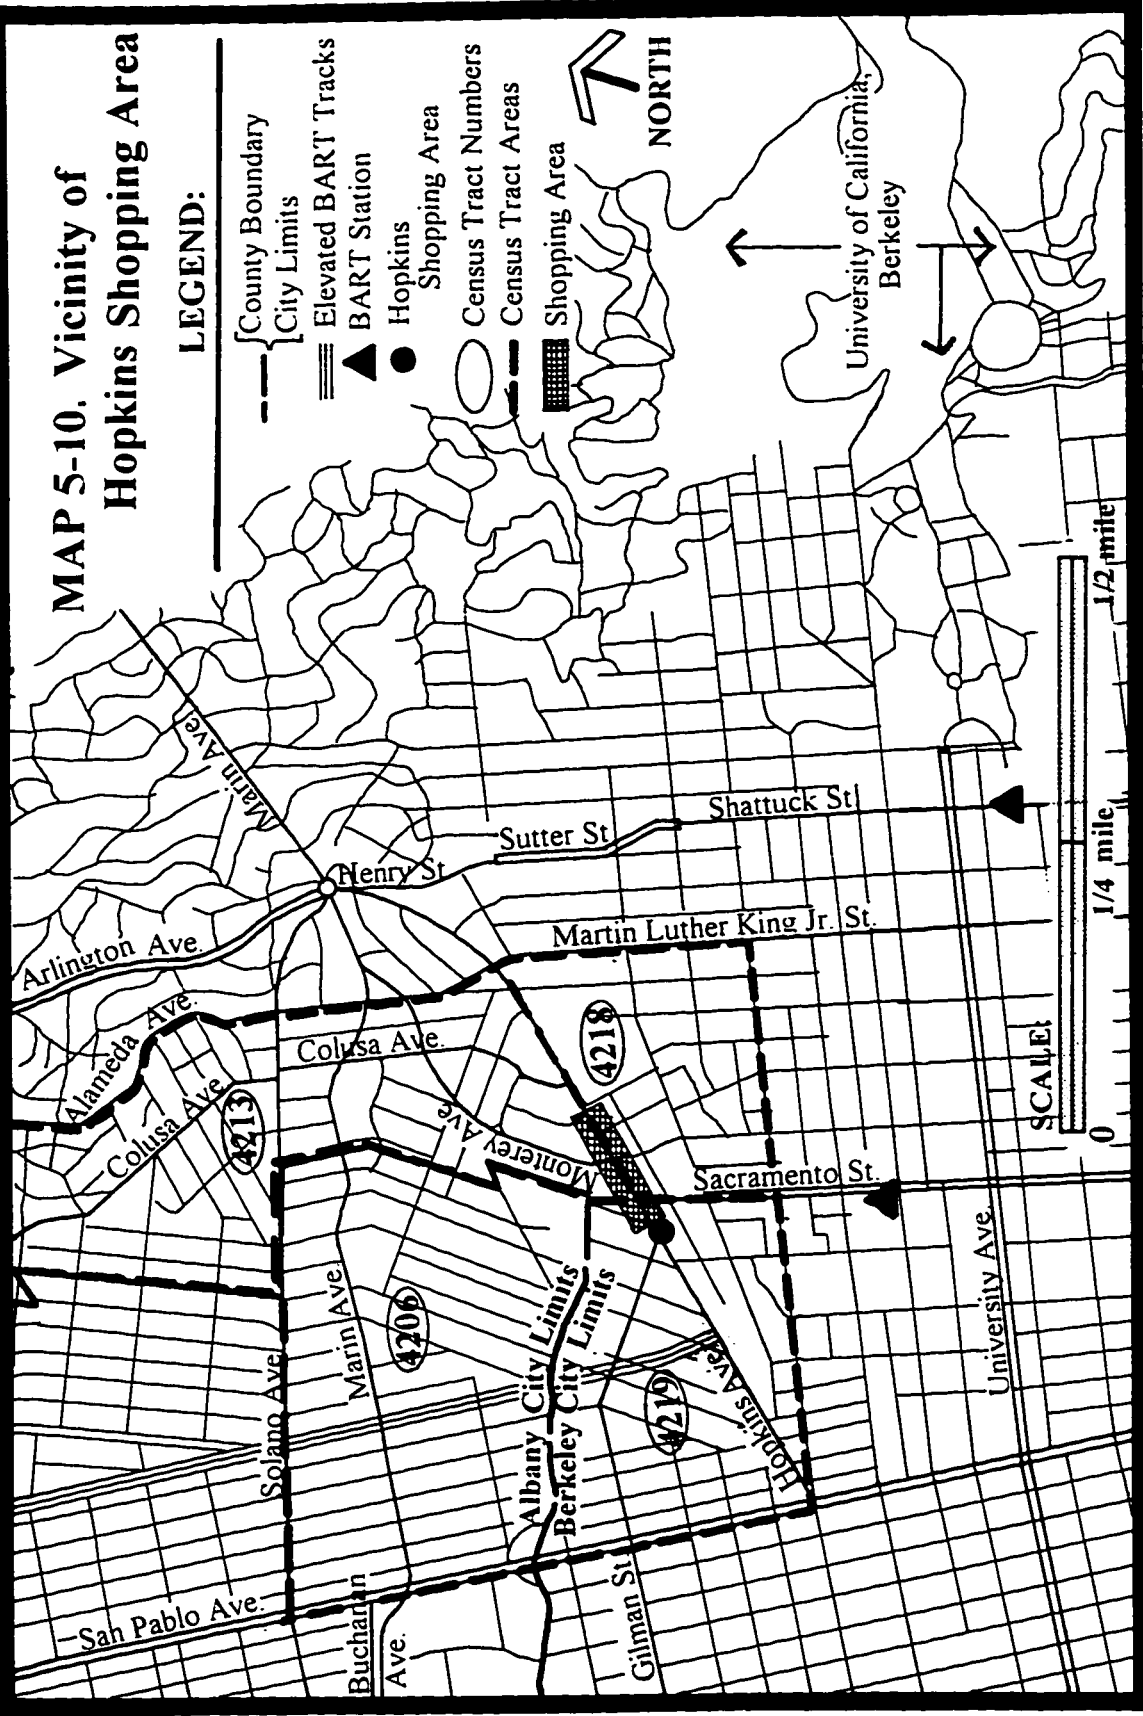 MAP 5-10. Vicinity of
Hopkins Shopping Area
LEGEND:
County Boundary
City Limits
Elevated BART Tracks
BART Station
Hopkins
Shopping Area
Census Tract Numbers
Census Tract Areas
Shopping Area
NORTH
University of California,
Berkeley
Marin Ave.
Henry St.
Sutter St.
Shattuck St.
Arlington Ave.
Martin Luther King Jr. St.
Alameda Ave.
Colusa Ave.
Colusa Ave.
4213
4218
Monterey Ave.
Sacramento St.
Solano Ave.
Marin Ave.
4206
Albany City Limits
Berkeley City Limits
4219
Hopkins Ave.
University Ave.
San Pablo Ave.
Buchanan
Ave.
Gilman St.
SCALE:
0
1/4 mile
1/2 mile